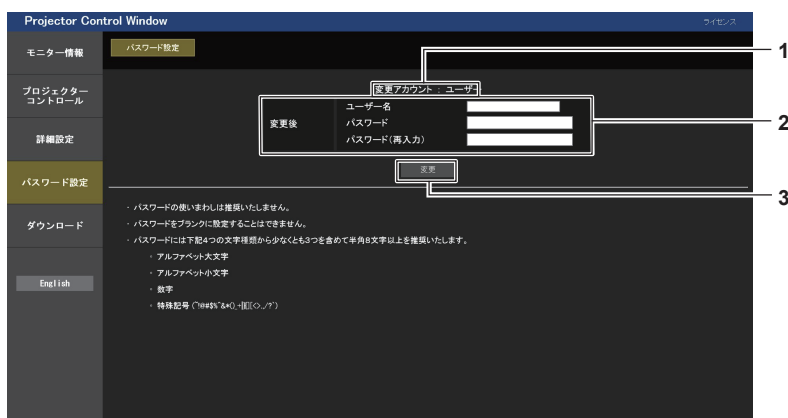 Projector Control Window
ライセンス
モニター情報
パスワード設定
1
プロジェクター
コントロール
変更アカウント : ユーザー
ユーザー名
変更後
パスワード
2
詳細設定
パスワード(再入力)
変更
パスワード設定
3
・ パスワードの使いまわしは推奨いたしません。
ダウンロード
・ パスワードをブランクに設定することはできません。
・ パスワードには下記4つの文字種類から少なくとも3つを含めて半角8文字以上を推奨いたします。
◦ アルファベット大文字
◦ アルファベット小文字
English
◦ 数字
◦ 特殊記号